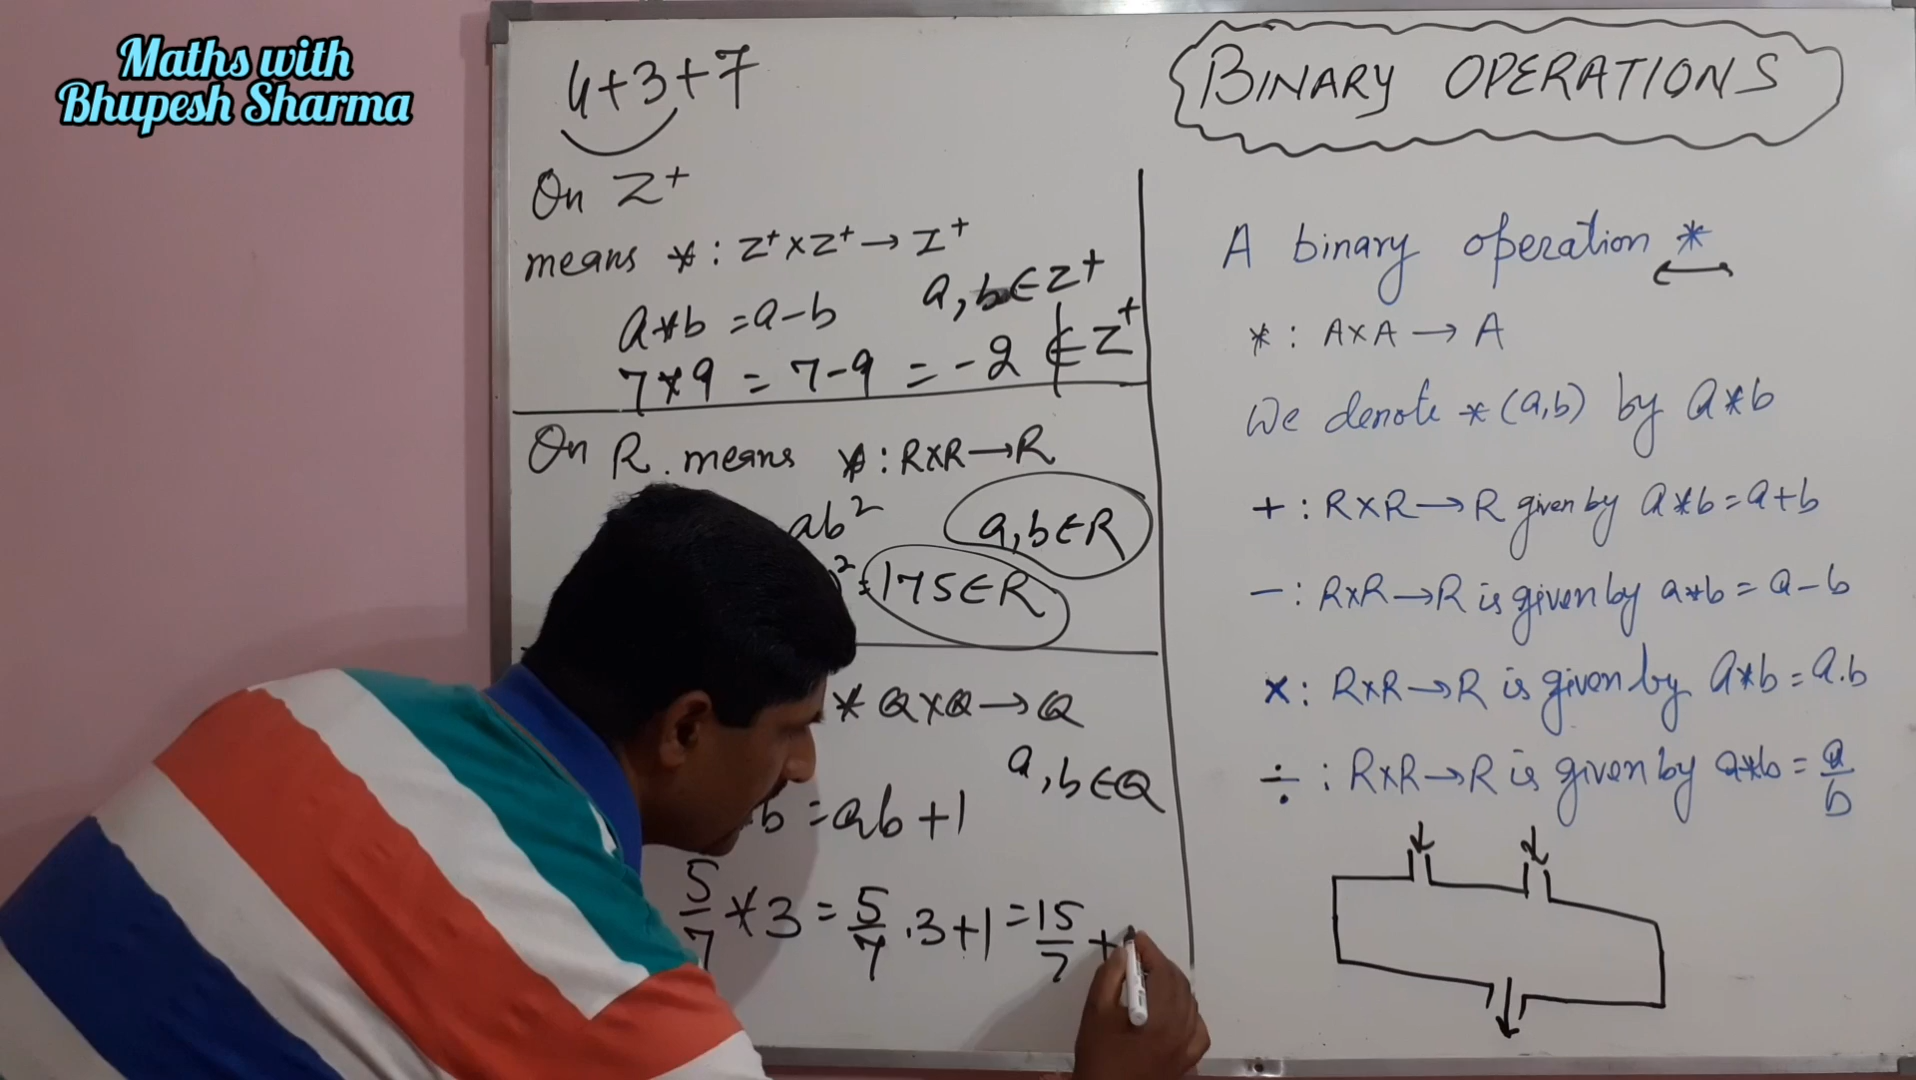 Maths with
Bhupesh Sharma
4+3+7
On Z⁺
means * : Z⁺×Z⁺→Z⁺
a*b = a-b a,b∈Z⁺
7*9 = 7-9 = -2 ∉ Z⁺
On R. means * : R×R→R
ab² a,b∈R
)² = 175∈R
* Q×Q→Q
a,b∈Q
b = ab+1
5/7 * 3 = 5/7 .3+1 = 15/7 +
BINARY OPERATIONS
A binary operation *
* : A×A → A
We denote *(a,b) by a*b
+ : R×R→R given by a*b=a+b
- : R×R→R is given by a*b = a-b
× : R×R→R is given by a*b = a.b
÷ : R×R→R is given by a*b = a/b